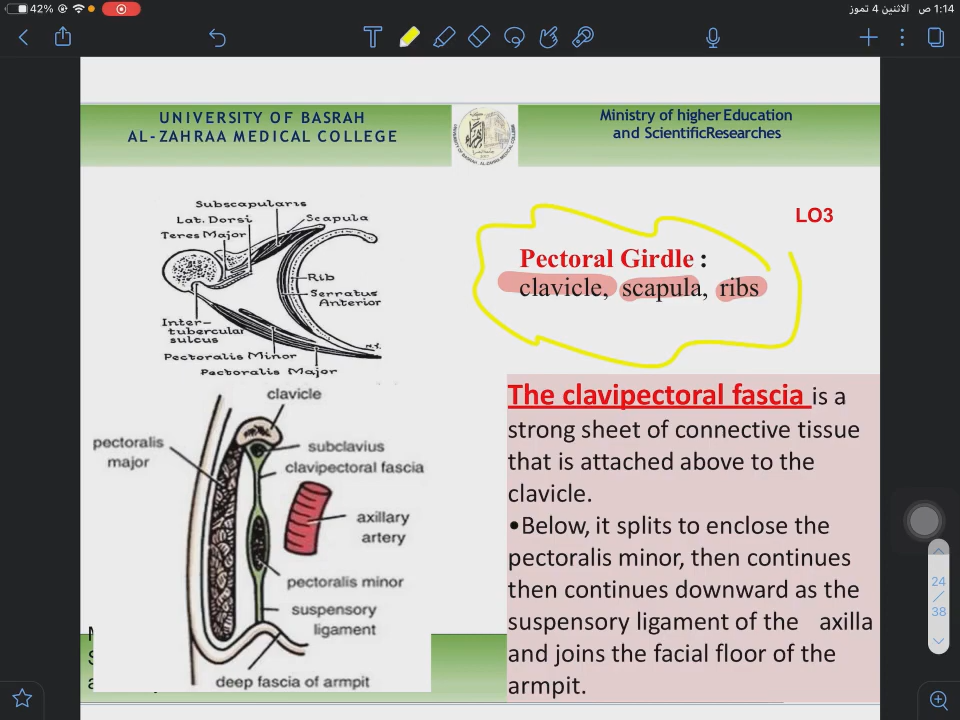 42%
1:14 ص الاثنين 4 تموز
UNIVERSITY OF BASRAH
AL-ZAHRAA MEDICAL COLLEGE
Ministry of higher Education
and ScientificResearches
LO3
Subscapularis
Lat. Dorsi
Scapula
Teres Major
Rib
Serratus
Anterior
Inter-
tubercular
sulcus
Pectoralis Minor
Pectoralis Major
Pectoral Girdle :
clavicle, scapula, ribs
clavicle
pectoralis
major
subclavius
clavipectoral fascia
axillary
artery
pectoralis minor
suspensory
ligament
deep fascia of armpit
The clavipectoral fascia is a
strong sheet of connective tissue
that is attached above to the
clavicle.
•Below, it splits to enclose the
pectoralis minor, then continues
then continues downward as the
suspensory ligament of the axilla
and joins the facial floor of the
armpit.
24
/
38